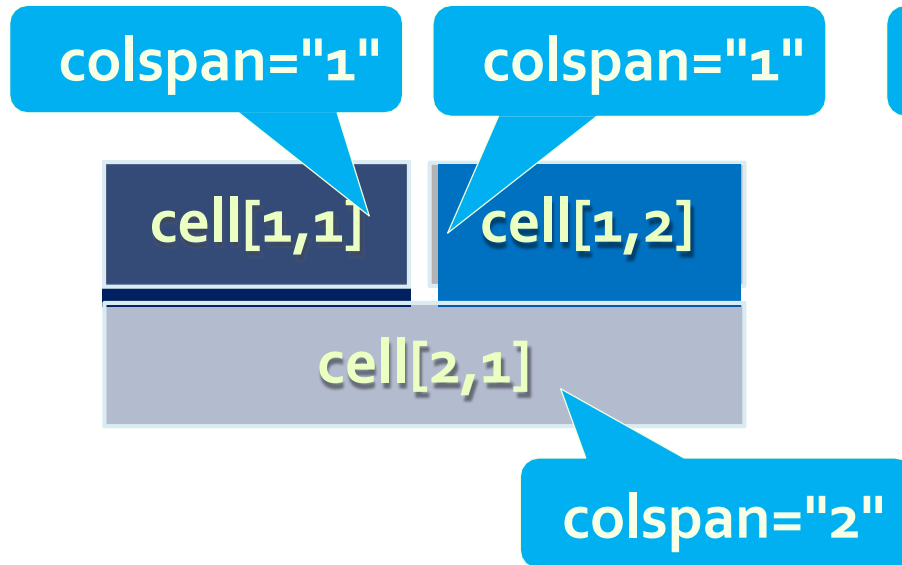 colspan="1"
colspan="1"
cell[1,1]
cell[1,2]
cell[2,1]
colspan="2"